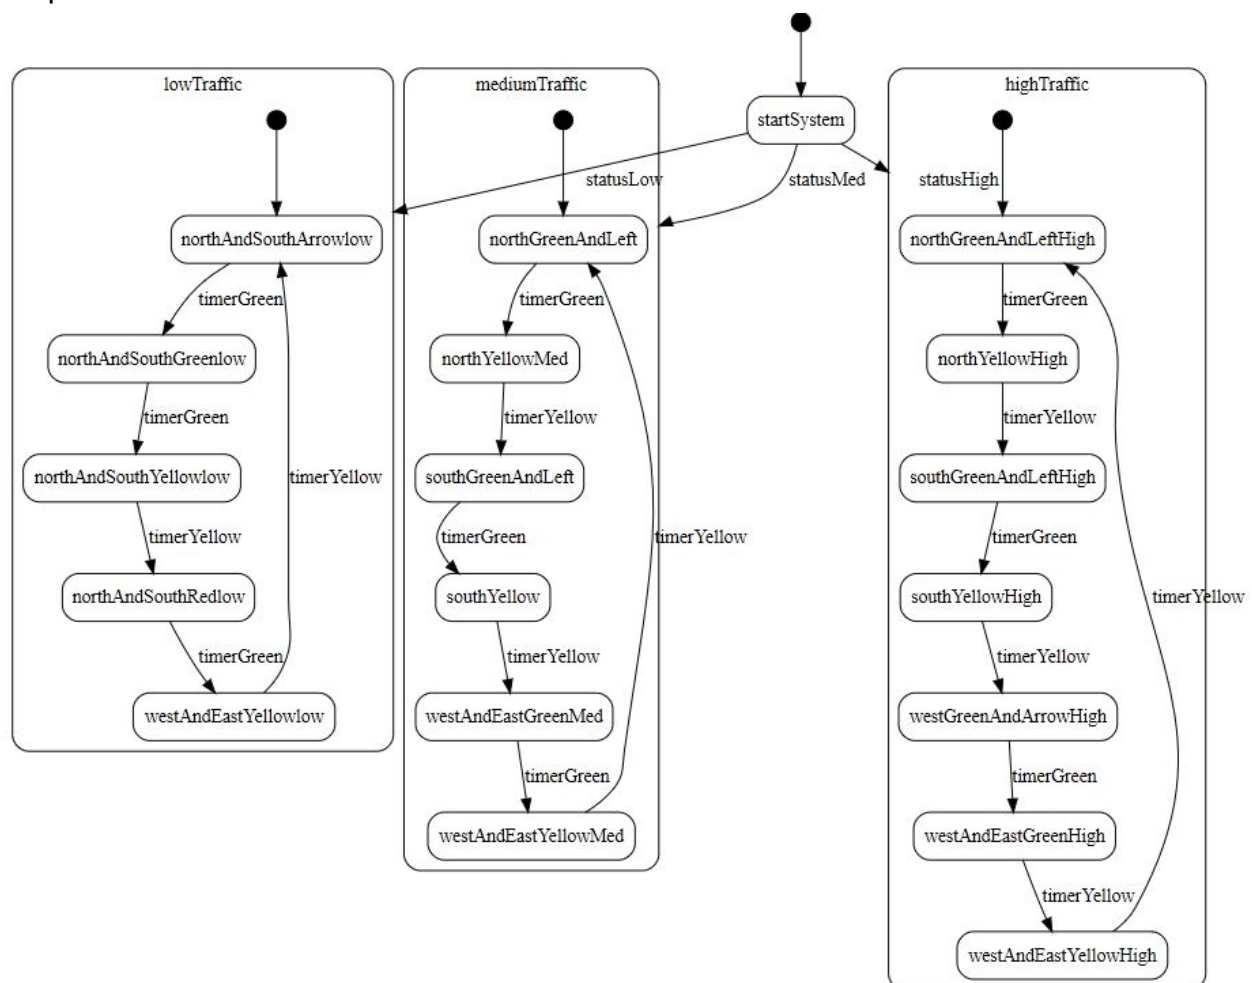 lowTraffic
mediumTraffic
highTraffic
startSystem
statusLow
statusMed
statusHigh
northAndSouthArrowlow
northGreenAndLeft
northGreenAndLeftHigh
timerGreen
timerGreen
timerGreen
northAndSouthGreenlow
northYellowMed
northYellowHigh
timerGreen
timerYellow
timerYellow
northAndSouthYellowlow
timerYellow
southGreenAndLeft
southGreenAndLeftHigh
timerYellow
timerGreen
timerYellow
timerGreen
northAndSouthRedlow
southYellow
southYellowHigh
timerYellow
timerGreen
timerYellow
timerYellow
westAndEastYellowlow
westAndEastGreenMed
westGreenAndArrowHigh
timerGreen
timerGreen
westAndEastYellowMed
westAndEastGreenHigh
timerYellow
westAndEastYellowHigh